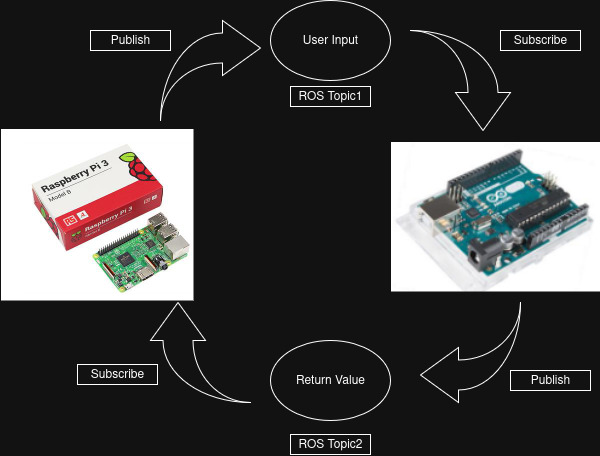 Publish
User Input
Subscribe
ROS Topic1
Raspberry Pi 3
Model B
Raspberry Pi 3
Subscribe
Return Value
Publish
ROS Topic2